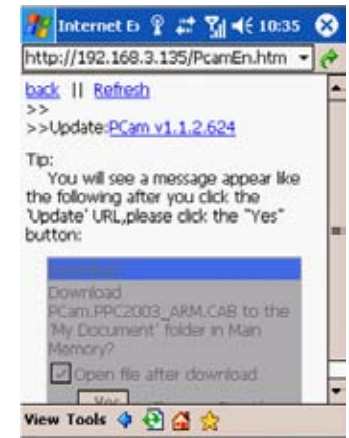 Internet E 10:35
http://192.168.3.135/PcamEn.htm
back || Refresh
>>
>>Update:PCam v1.1.2.624
Tip:
You will see a message appear like
the following after you click the
'Update' URL,please click the "Yes"
button:
Download
Download
PCam.PPC2003_ARM.CAB to the
'My Document' folder in Main
Memory?
Open file after download
Yes
View Tools